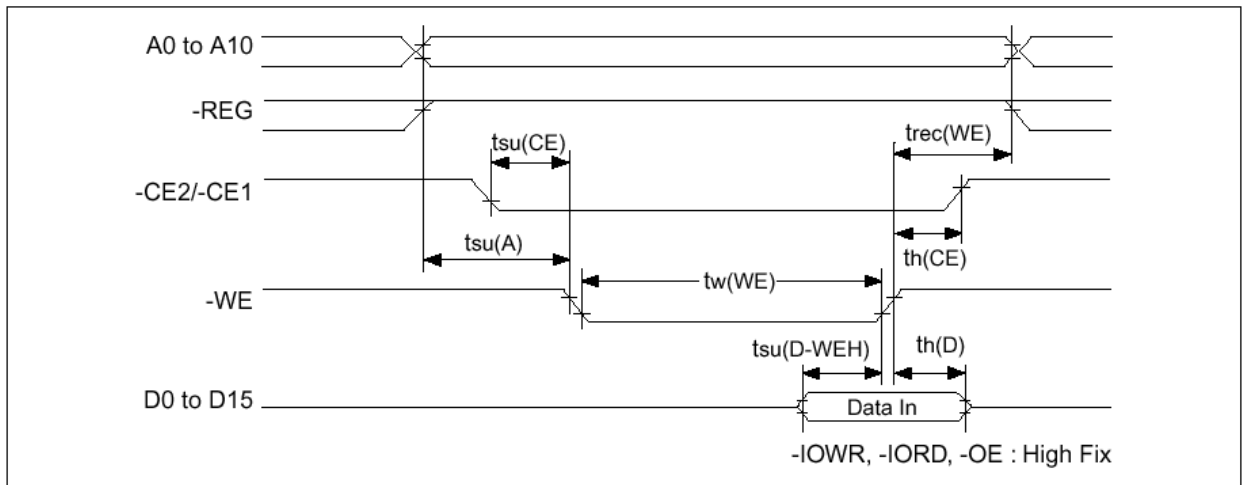 A0 to A10
-REG
tsu(CE)
trec(WE)
-CE2/-CE1
tsu(A)
th(CE)
tw(WE)
-WE
tsu(D-WEH)
th(D)
D0 to D15
Data In
-IOWR, -IORD, -OE : High Fix